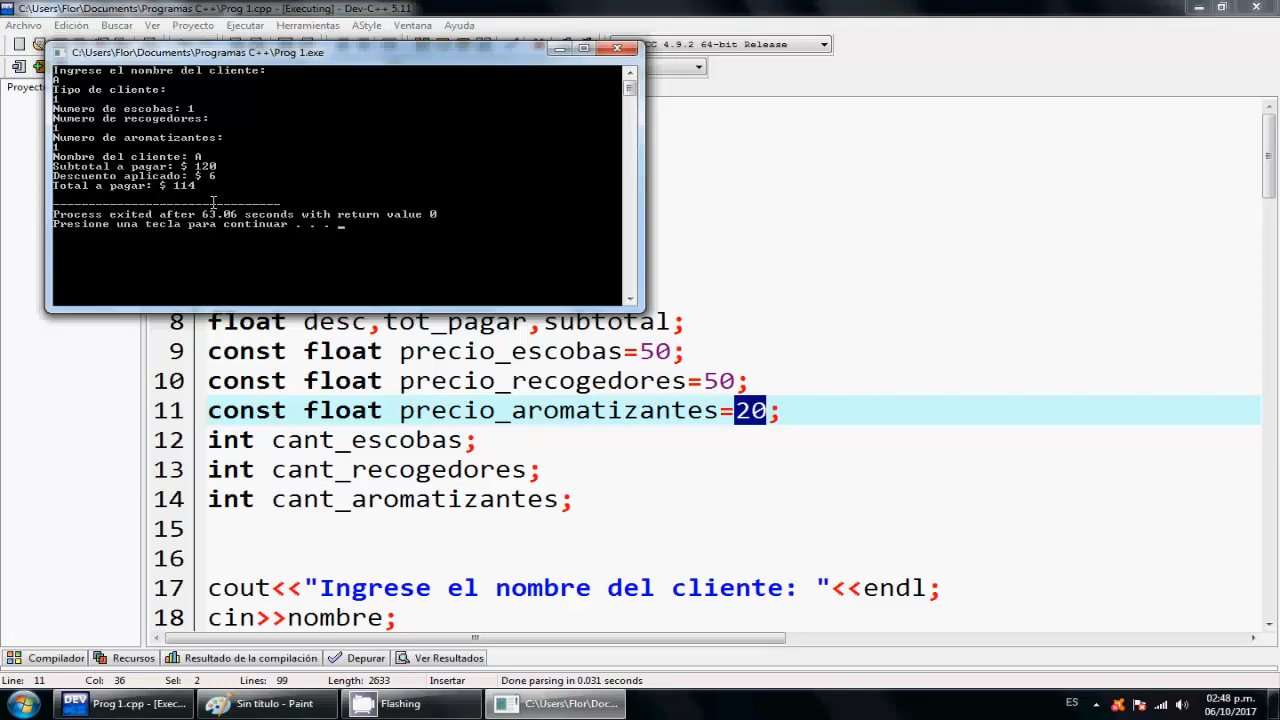 C:\Users\Flor\Documents\Programas C++\Prog 1.cpp - [Executing] - Dev-C++ 5.11
Archivo Edición Buscar Ver Proyecto Ejecutar Herramientas AStyle Ventana Ayuda
C:\Users\Flor\Documents\Programas C++\Prog 1.exe
CC 4.9.2 64-bit Release
Proyecto
Ingrese el nombre del cliente:
A
Tipo de cliente:
1
Numero de escobas: 1
Numero de recogedores:
1
Numero de aromatizantes:
1
Nombre del cliente: A
Subtotal a pagar: $ 120
Descuento aplicado: $ 6
Total a pagar: $ 114
--------------------------------
Process exited after 63.06 seconds with return value 0
Presione una tecla para continuar . . . _
8 float desc,tot_pagar,subtotal;
9 const float precio_escobas=50;
10 const float precio_recogedores=50;
11 const float precio_aromatizantes=20;
12 int cant_escobas;
13 int cant_recogedores;
14 int cant_aromatizantes;
15
16
17 cout<<"Ingrese el nombre del cliente: "<<endl;
18 cin>>nombre;
Compilador Recursos Resultado de la compilación Depurar Ver Resultados
Line: 11 Col: 36 Sel: 2 Lines: 99 Length: 2633 Insertar Done parsing in 0.031 seconds
DEV Prog 1.cpp - [Exec... Sin título - Paint Flashing C:\Users\Flor\Doc... ES 02:48 p.m.
06/10/2017